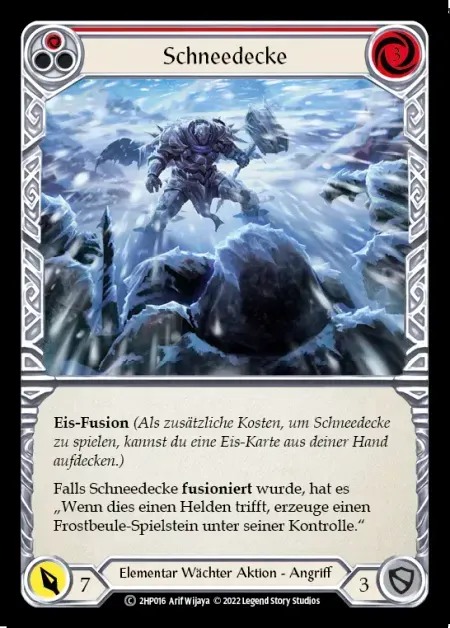 Schneedecke
3
Eis-Fusion (Als zusätzliche Kosten, um Schneedecke
zu spielen, kannst du eine Eis-Karte aus deiner Hand
aufdecken.)
Falls Schneedecke fusioniert wurde, hat es
„Wenn dies einen Helden trifft, erzeuge einen
Frostbeule-Spielstein unter seiner Kontrolle.“
7
Elementar Wächter Aktion - Angriff
3
C 2HP016 Arif Wijaya © 2022 Legend Story Studios